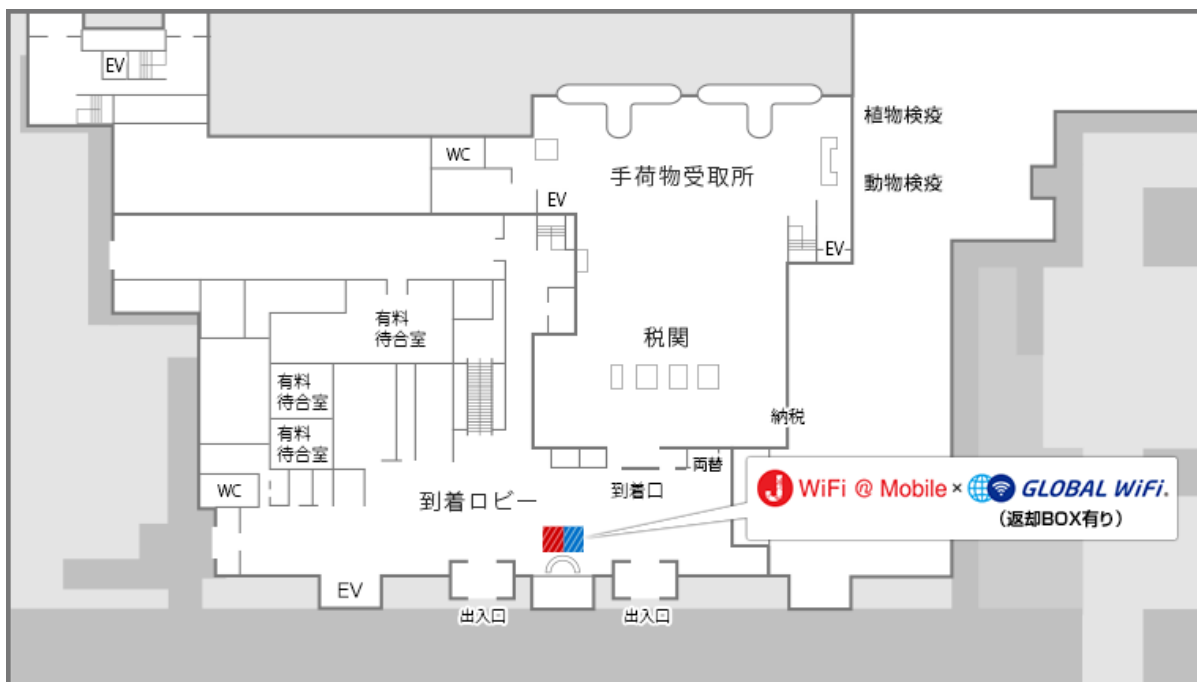 EV
植物検疫
WC
手荷物受取所
動物検疫
EV
EV
有料
待合室
税関
有料
待合室
納税
有料
待合室
両替
WC
到着ロビー
到着口
J WiFi @ Mobile × GLOBAL WiFi.
（返却BOX有り）
EV
出入口
出入口